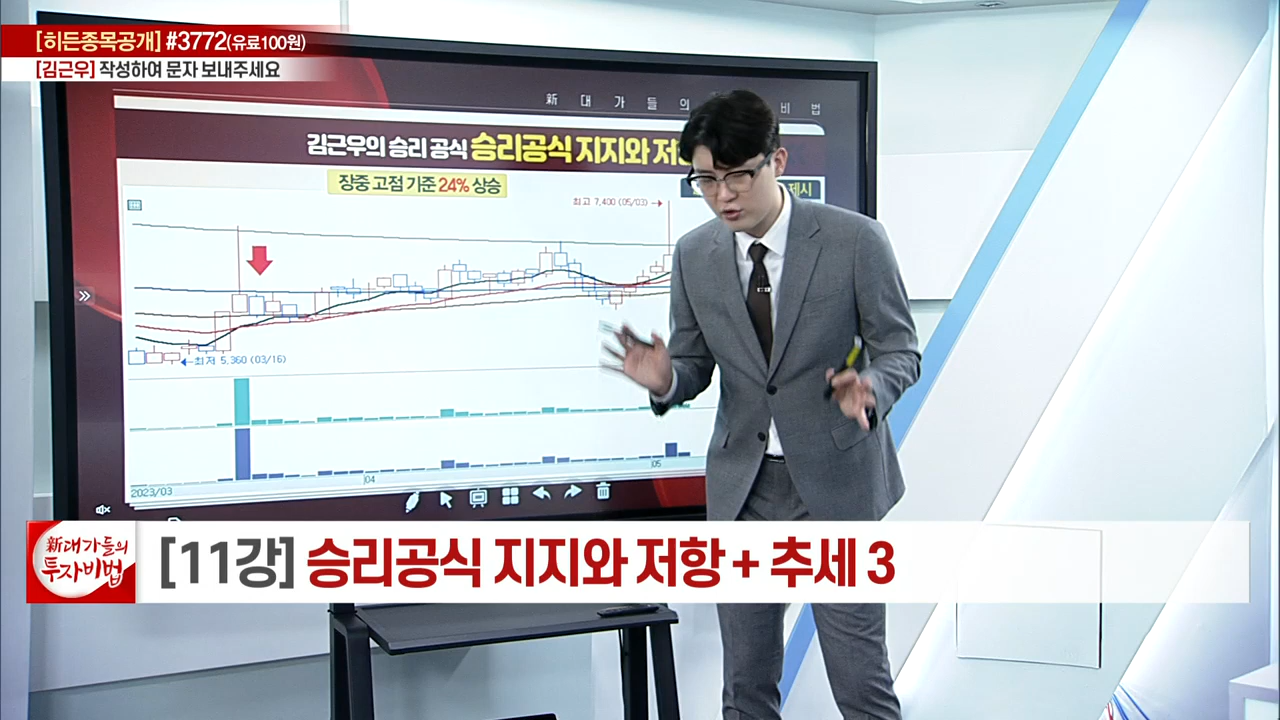 [히든종목공개] #3772(유료100원)
[김근우] 작성하여 문자 보내주세요
新 대 가 들 의 비 법
김근우의 승리 공식 승리공식 지지와 저항
장중 고점 기준 24% 상승
제시
최고 7,400 (05/03)→
←최저 5,360 (03/16)
2023/03
04
05
新대가들의
투자비법
[11강] 승리공식 지지와 저항 + 추세 3